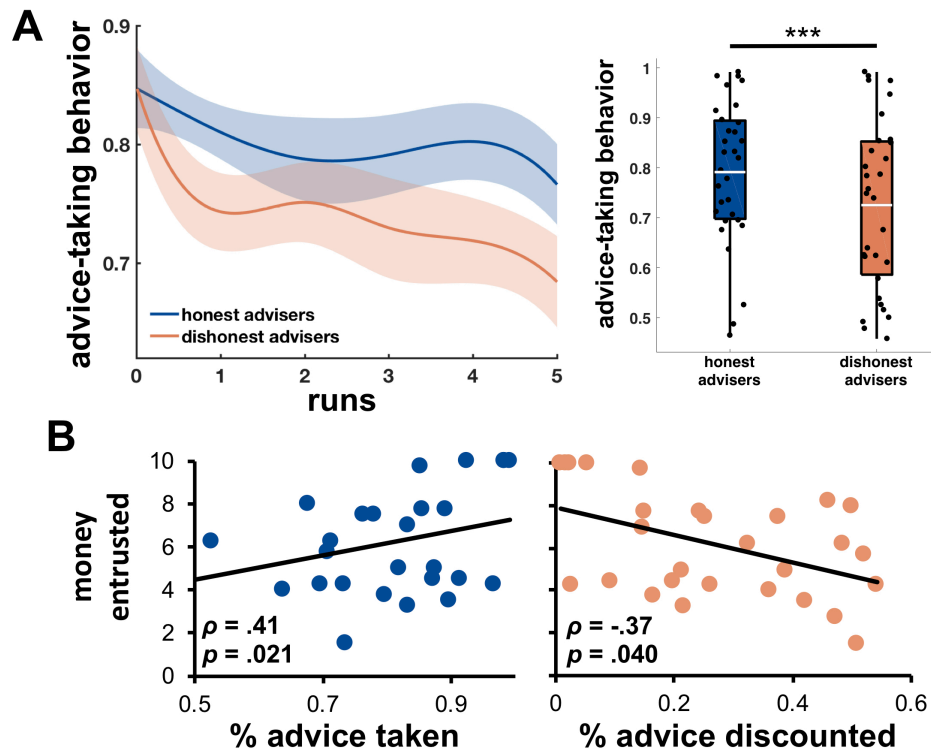 A
advice-taking behavior
0.9
0.8
0.7
honest advisers
dishonest advisers
0 1 2 3 4 5
runs
***
advice-taking behavior
1
0.9
0.8
0.7
0.6
0.5
honest advisers
dishonest advisers
B
money entrusted
10
8
6
4
2
0
ρ = .41
p = .021
0.5 0.7 0.9
% advice taken
ρ = -.37
p = .040
0 0.2 0.4 0.6
% advice discounted